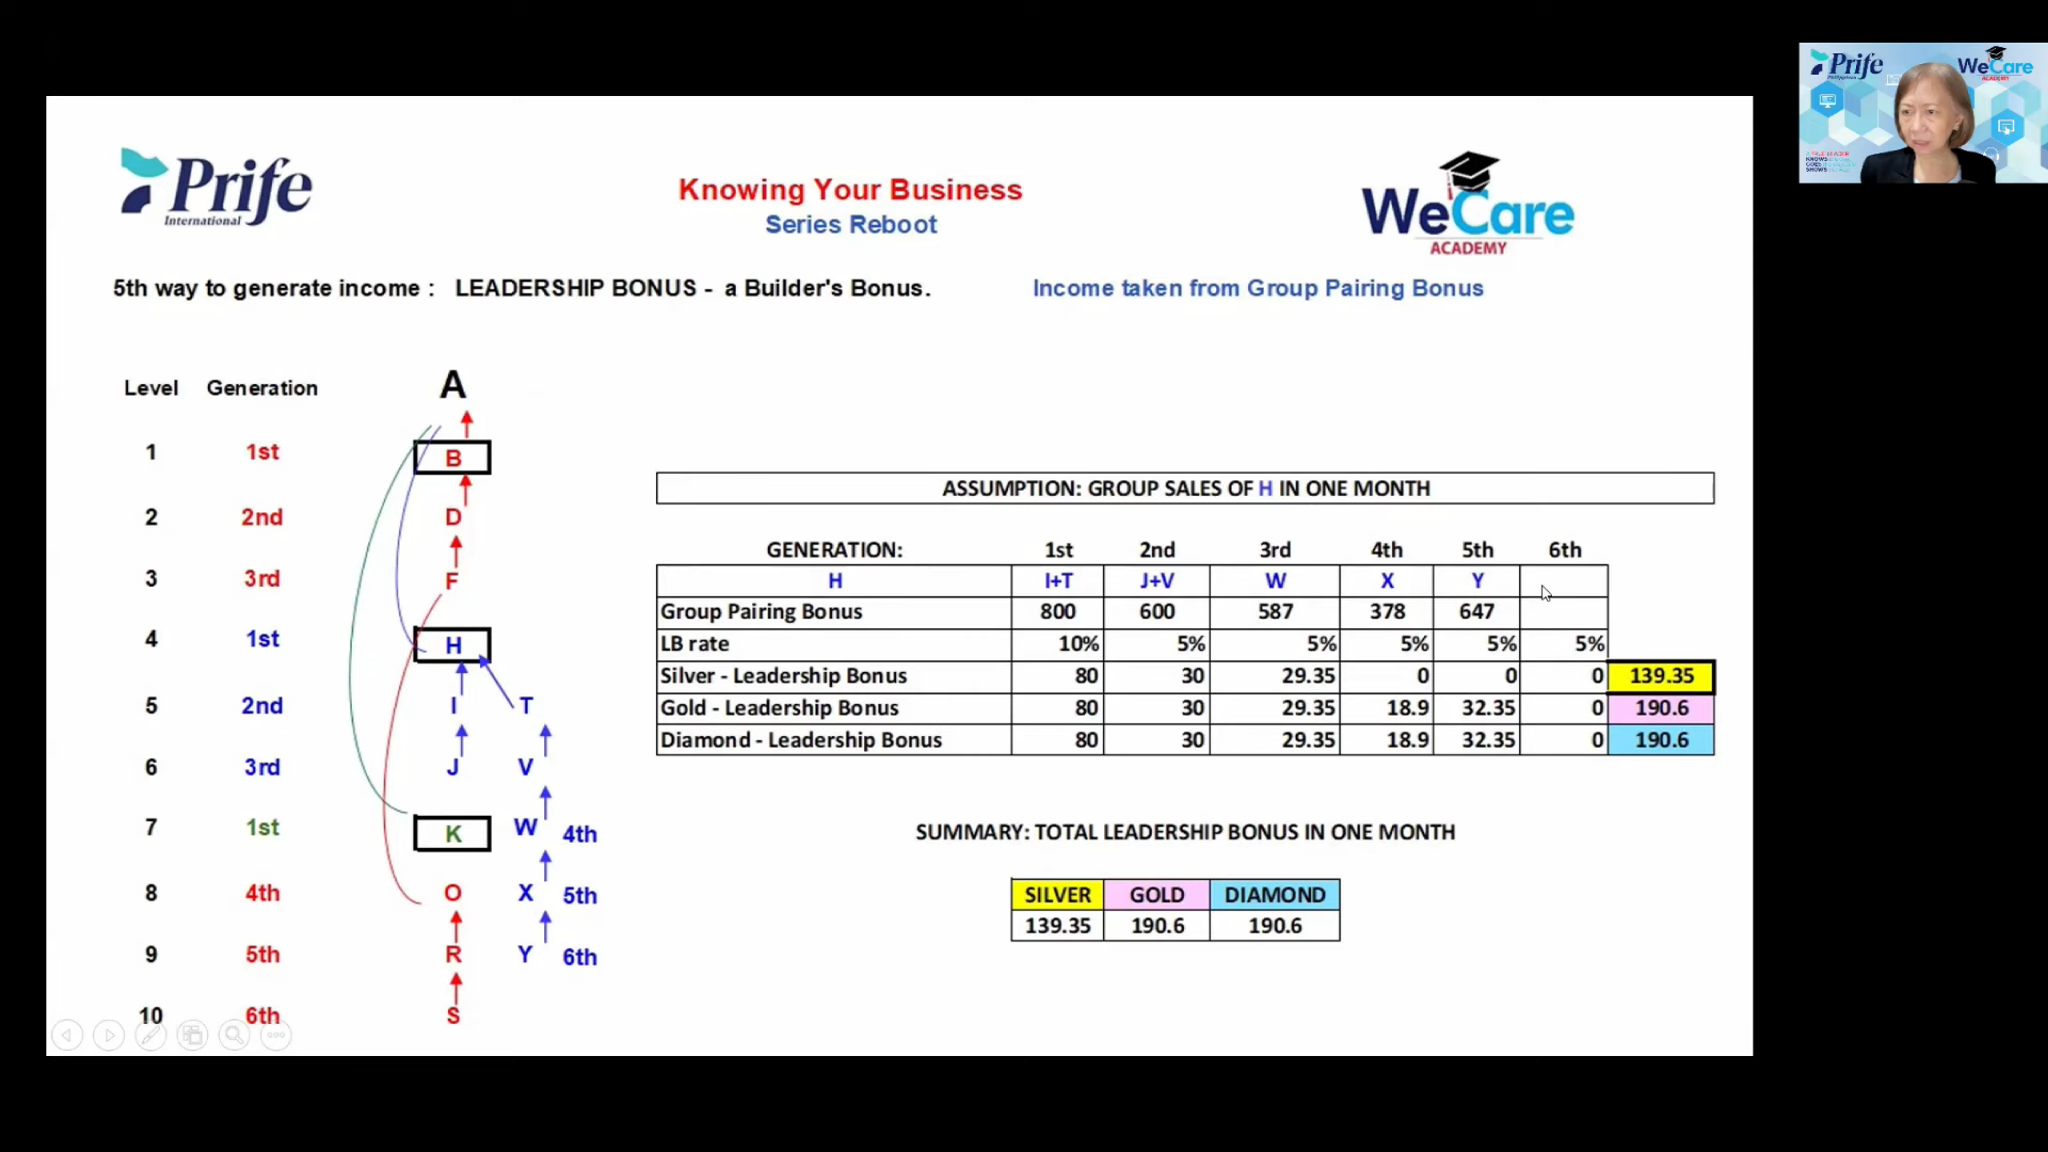 Prife
International
Knowing Your Business
Series Reboot
WeCare
ACADEMY
5th way to generate income : LEADERSHIP BONUS - a Builder's Bonus. Income taken from Group Pairing Bonus
Level Generation A
1 1st B
2 2nd D
3 3rd F
4 1st H
5 2nd I T
6 3rd J V
7 1st K W 4th
8 4th O X 5th
9 5th R Y 6th
10 6th S
ASSUMPTION: GROUP SALES OF H IN ONE MONTH
GENERATION: 1st 2nd 3rd 4th 5th 6th
H I+T J+V W X Y
Group Pairing Bonus 800 600 587 378 647
LB rate 10% 5% 5% 5% 5% 5%
Silver - Leadership Bonus 80 30 29.35 0 0 0 139.35
Gold - Leadership Bonus 80 30 29.35 18.9 32.35 0 190.6
Diamond - Leadership Bonus 80 30 29.35 18.9 32.35 0 190.6
SUMMARY: TOTAL LEADERSHIP BONUS IN ONE MONTH
SILVER GOLD DIAMOND
139.35 190.6 190.6
Prife
WeCare
ACADEMY